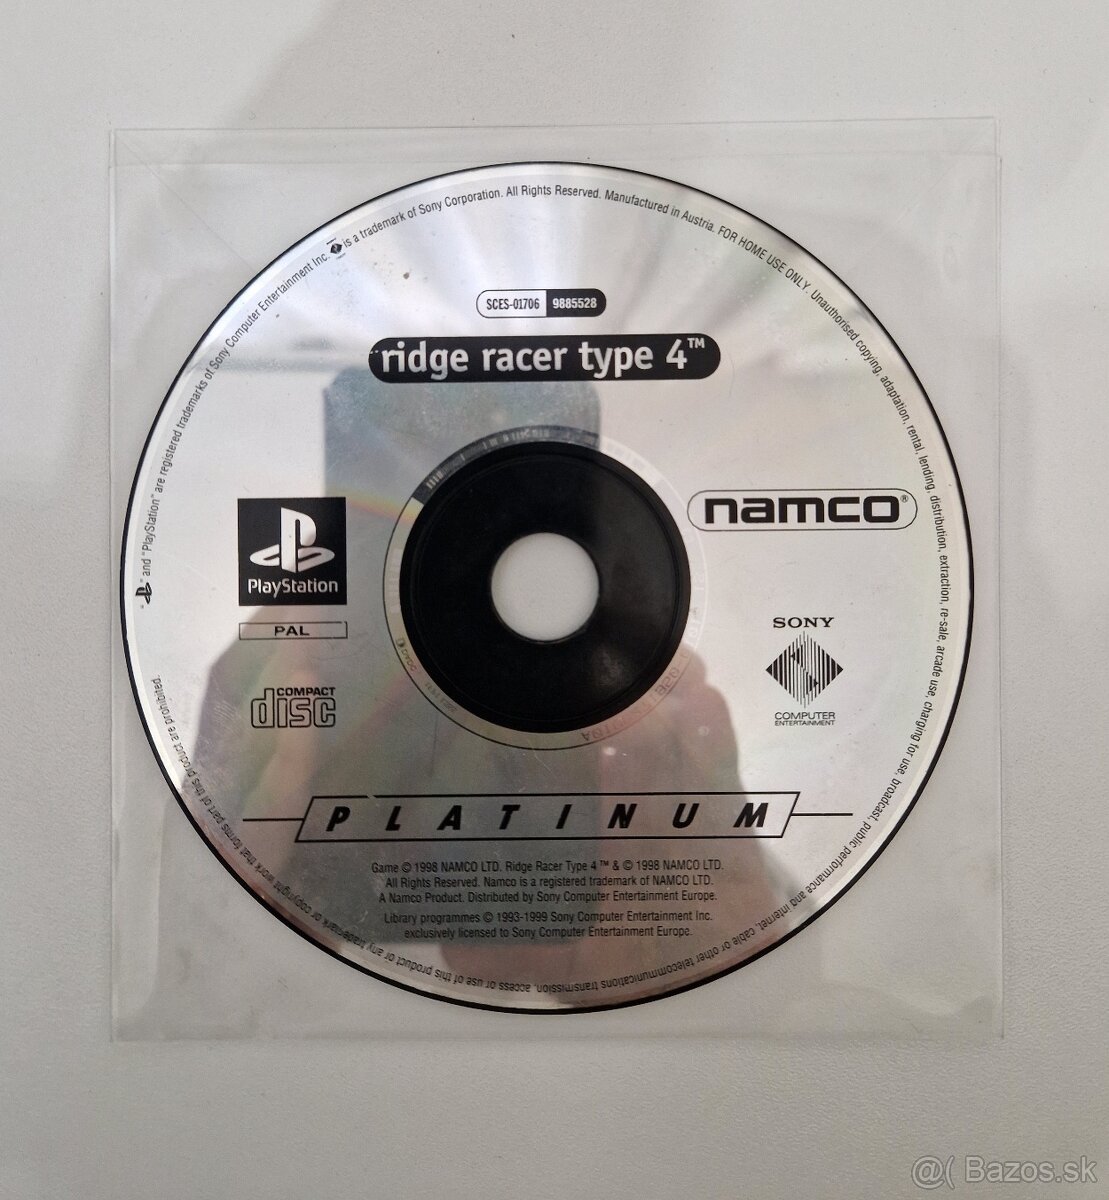 "PS" and "PlayStation" are registered trademarks of Sony Computer Entertainment Inc. is a trademark of Sony Corporation. All Rights Reserved. Manufactured in Austria. FOR HOME USE ONLY. Unauthorised copying, adaptation, rental, lending, distribution, extraction, re-sale, arcade use, charging for use, broadcast, public performance and internet, cable or other telecommunications transmission, access or use of this product or any trademark or copyright work that forms part of this product are prohibited.
SCES-01706 9885528
ridge racer type 4™
namco®
PlayStation
PAL
SONY
COMPUTER
ENTERTAINMENT
COMPACT
disc
PLATINUM
Game © 1998 NAMCO LTD. Ridge Racer Type 4 ™ & © 1998 NAMCO LTD.
All Rights Reserved. Namco is a registered trademark of NAMCO LTD.
A Namco Product. Distributed by Sony Computer Entertainment Europe.
Library programmes © 1993-1999 Sony Computer Entertainment Inc.
exclusively licensed to Sony Computer Entertainment Europe.
@( Bazos.sk